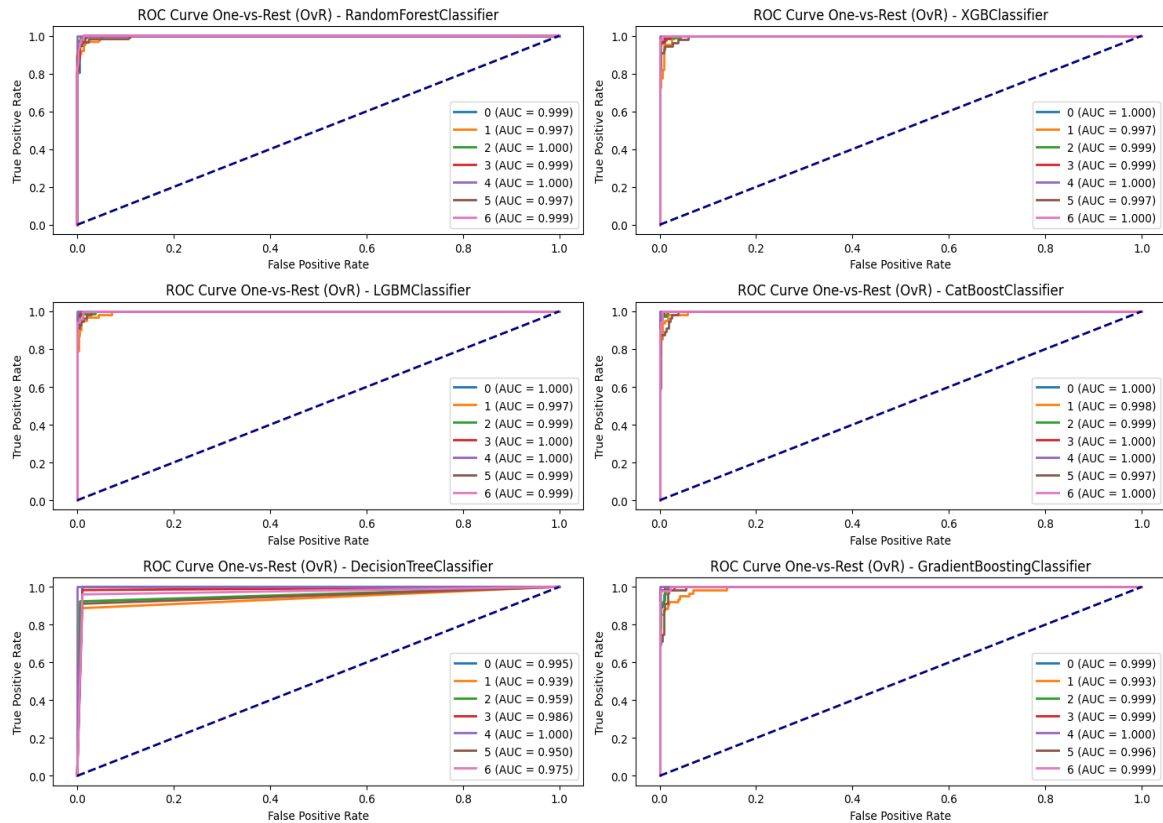 ROC Curve One-vs-Rest (OvR) - RandomForestClassifier
True Positive Rate
1.0
0.8
0.6
0.4
0.2
0.0
0 (AUC = 0.999)
1 (AUC = 0.997)
2 (AUC = 1.000)
3 (AUC = 0.999)
4 (AUC = 1.000)
5 (AUC = 0.997)
6 (AUC = 0.999)
0.0 0.2 0.4 0.6 0.8 1.0
False Positive Rate
ROC Curve One-vs-Rest (OvR) - XGBClassifier
True Positive Rate
1.0
0.8
0.6
0.4
0.2
0.0
0 (AUC = 1.000)
1 (AUC = 0.997)
2 (AUC = 0.999)
3 (AUC = 0.999)
4 (AUC = 1.000)
5 (AUC = 0.997)
6 (AUC = 1.000)
0.0 0.2 0.4 0.6 0.8 1.0
False Positive Rate
ROC Curve One-vs-Rest (OvR) - LGBMClassifier
True Positive Rate
1.0
0.8
0.6
0.4
0.2
0.0
0 (AUC = 1.000)
1 (AUC = 0.997)
2 (AUC = 0.999)
3 (AUC = 1.000)
4 (AUC = 1.000)
5 (AUC = 0.999)
6 (AUC = 0.999)
0.0 0.2 0.4 0.6 0.8 1.0
False Positive Rate
ROC Curve One-vs-Rest (OvR) - CatBoostClassifier
True Positive Rate
1.0
0.8
0.6
0.4
0.2
0.0
0 (AUC = 1.000)
1 (AUC = 0.998)
2 (AUC = 0.999)
3 (AUC = 1.000)
4 (AUC = 1.000)
5 (AUC = 0.997)
6 (AUC = 1.000)
0.0 0.2 0.4 0.6 0.8 1.0
False Positive Rate
ROC Curve One-vs-Rest (OvR) - DecisionTreeClassifier
True Positive Rate
1.0
0.8
0.6
0.4
0.2
0.0
0 (AUC = 0.995)
1 (AUC = 0.939)
2 (AUC = 0.959)
3 (AUC = 0.986)
4 (AUC = 1.000)
5 (AUC = 0.950)
6 (AUC = 0.975)
0.0 0.2 0.4 0.6 0.8 1.0
False Positive Rate
ROC Curve One-vs-Rest (OvR) - GradientBoostingClassifier
True Positive Rate
1.0
0.8
0.6
0.4
0.2
0.0
0 (AUC = 0.999)
1 (AUC = 0.993)
2 (AUC = 0.999)
3 (AUC = 0.999)
4 (AUC = 1.000)
5 (AUC = 0.996)
6 (AUC = 0.999)
0.0 0.2 0.4 0.6 0.8 1.0
False Positive Rate